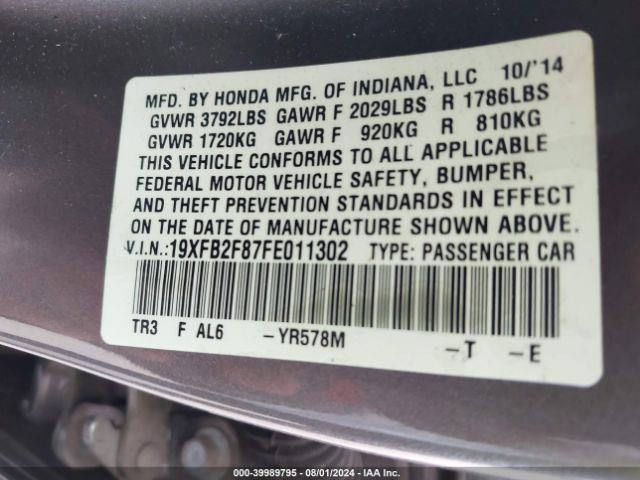 MFD. BY HONDA MFG. OF INDIANA, LLC 10/'14
GVWR 3792LBS GAWR F 2029LBS R 1786LBS
GVWR 1720KG GAWR F 920KG R 810KG
THIS VEHICLE CONFORMS TO ALL APPLICABLE
FEDERAL MOTOR VEHICLE SAFETY, BUMPER,
AND THEFT PREVENTION STANDARDS IN EFFECT
ON THE DATE OF MANUFACTURE SHOWN ABOVE.
V.I.N.:19XFB2F87FE011302 TYPE: PASSENGER CAR
TR3 F AL6 -YR578M -T -E
000-39989795 - 08/01/2024 - IAA Inc.